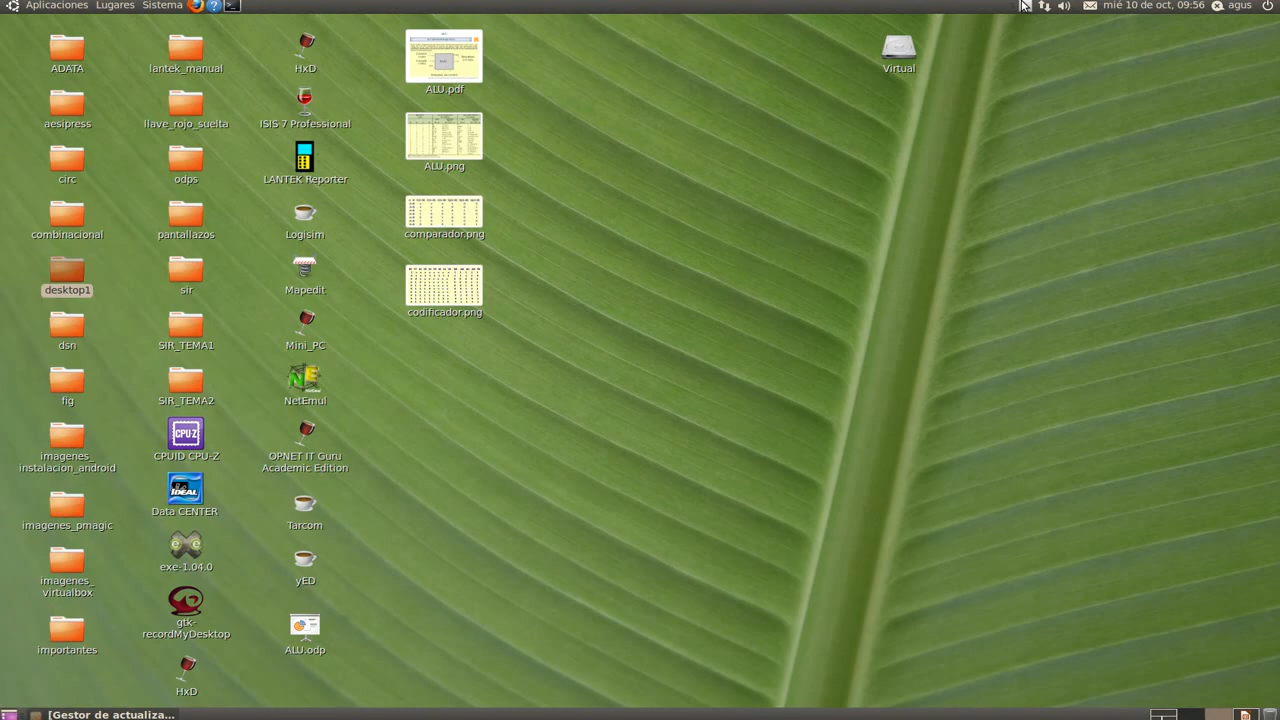 Aplicaciones Lugares Sistema
mié 10 de oct, 09:56 agus
ADATA
aesipress
circ
combinacional
desktop1
dsn
fig
imagenes_
instalacion_android
imagenes_pmagic
imagenes_
virtualbox
importantes
lantek_manual
llave_rojo_suelta
odps
pantallazos
sir
SIR_TEMA1
SIR_TEMA2
CPU-Z
CPUID CPU-Z
IDEAL
Data CENTER
exe-1.04.0
gtk-
recordMyDesktop
HxD
HxD
ISIS 7 Professional
LANTEK Reporter
Logisim
Mapedit
Mini_PC
NE
NetEmul
OPNET IT Guru
Academic Edition
Tarcom
yED
ALU.odp
ALU.pdf
ALU.png
comparador.png
codificador.png
Virtual
[Gestor de actualiza...